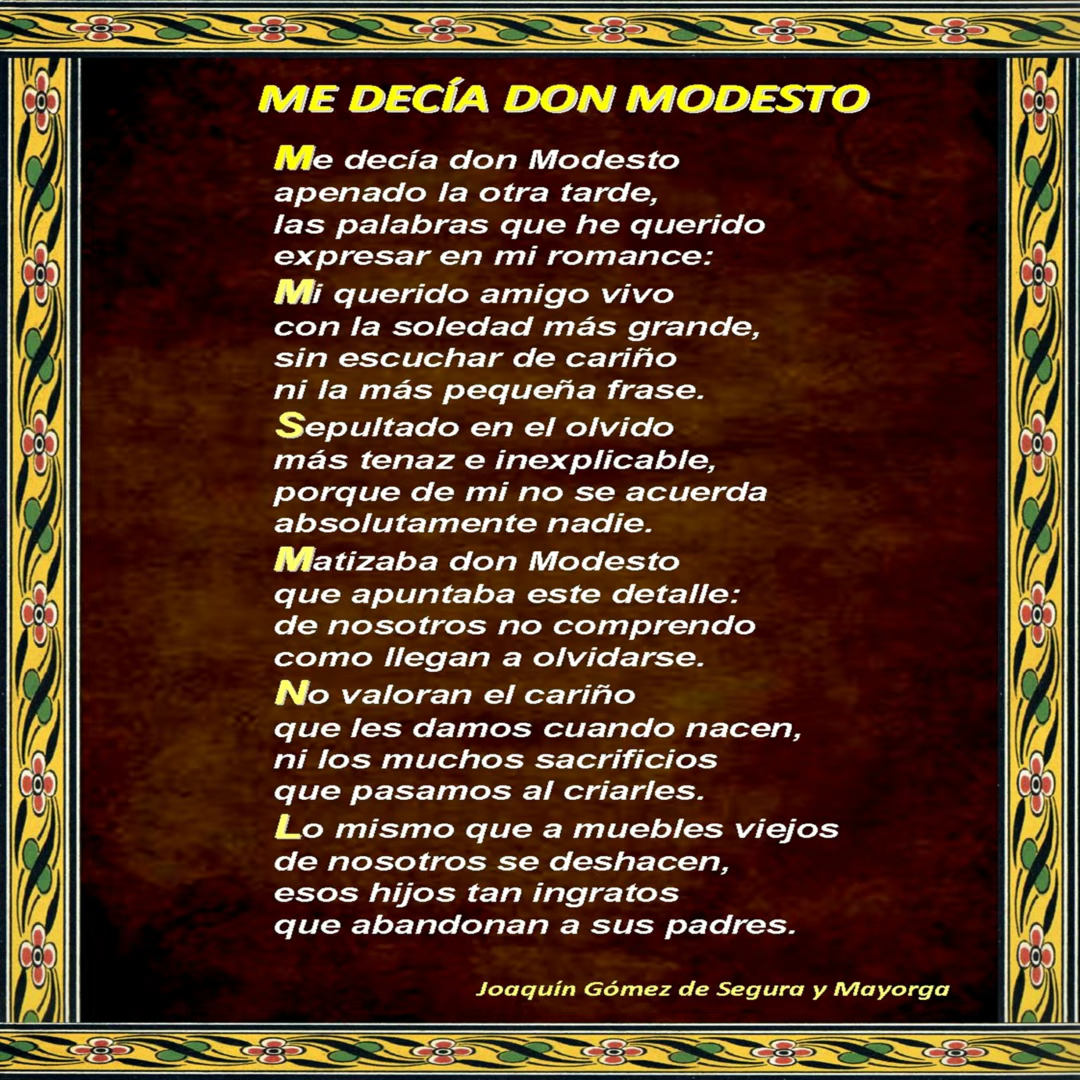 ME DECÍA DON MODESTO
Me decía don Modesto
apenado la otra tarde,
las palabras que he querido
expresar en mi romance:
Mi querido amigo vivo
con la soledad más grande,
sin escuchar de cariño
ni la más pequeña frase.
Sepultado en el olvido
más tenaz e inexplicable,
porque de mi no se acuerda
absolutamente nadie.
Matizaba don Modesto
que apuntaba este detalle:
de nosotros no comprendo
como llegan a olvidarse.
No valoran el cariño
que les damos cuando nacen,
ni los muchos sacrificios
que pasamos al criarles.
Lo mismo que a muebles viejos
de nosotros se deshacen,
esos hijos tan ingratos
que abandonan a sus padres.
Joaquín Gómez de Segura y Mayorga